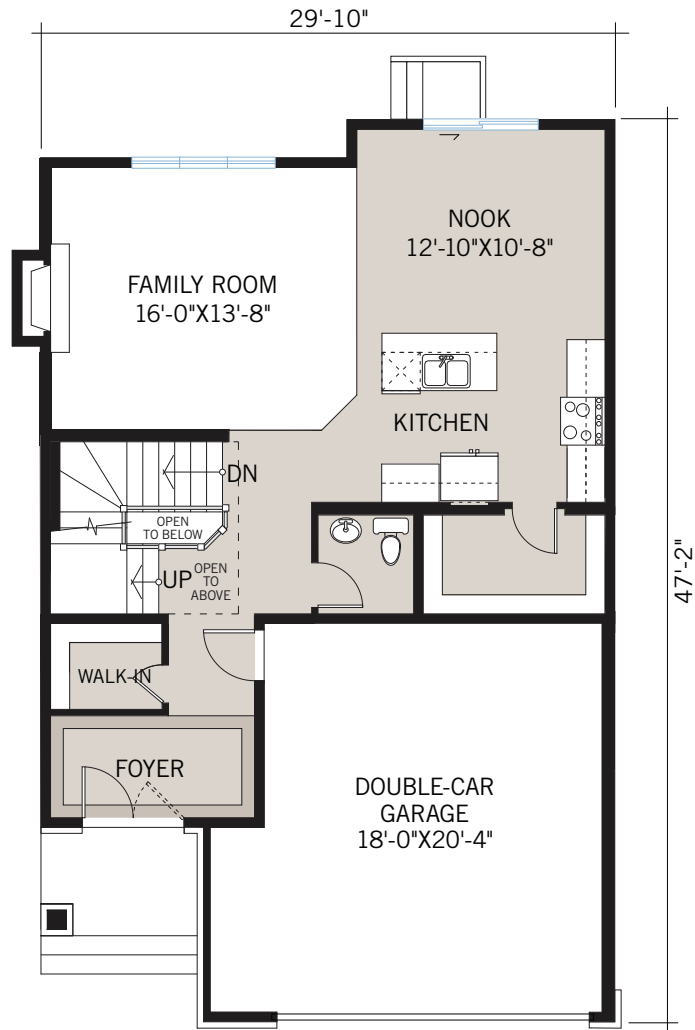 29'-10"
NOOK
12'-10"X10'-8"
FAMILY ROOM
16'-0"X13'-8"
KITCHEN
DN
OPEN
TO BELOW
UP
OPEN
TO
ABOVE
47'-2"
WALK-IN
FOYER
DOUBLE-CAR
GARAGE
18'-0"X20'-4"